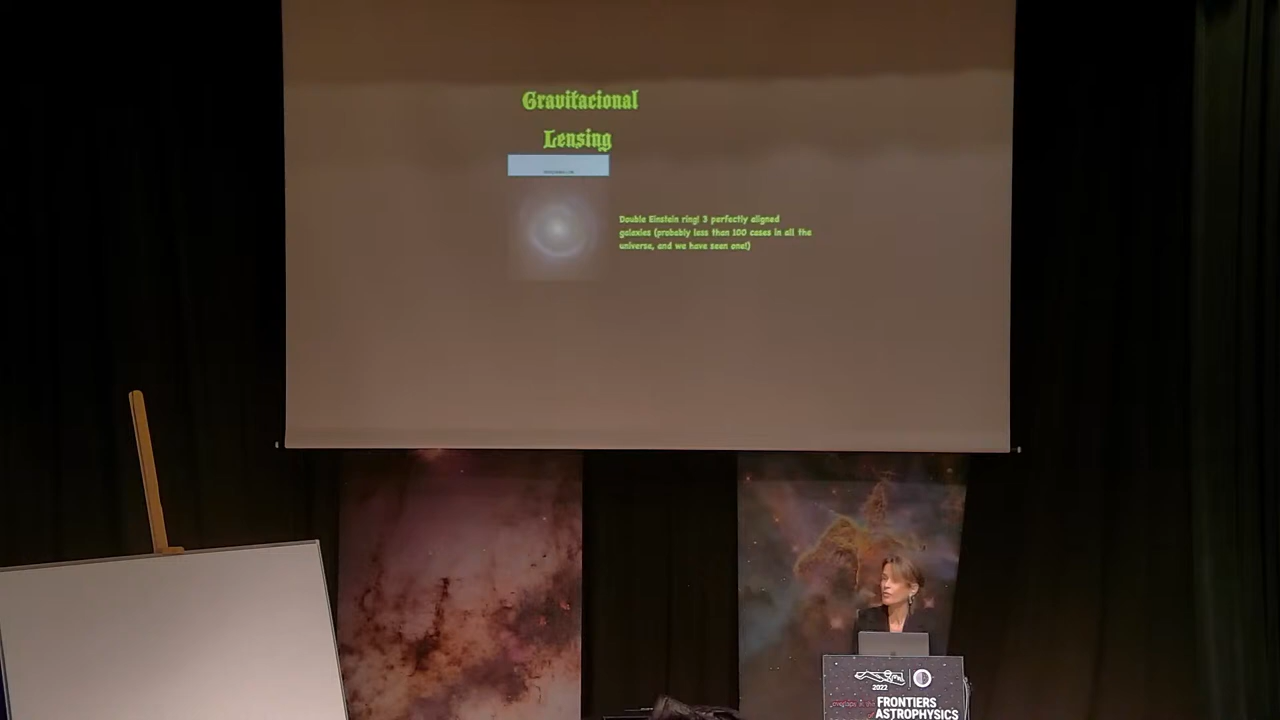 Gravitacional
Lensing
Double Einstein ring! 3 perfectly aligned
galaxies (probably less than 100 cases in all the
universe, and we have seen one!)
2022
FRONTIERS
ASTROPHYSICS